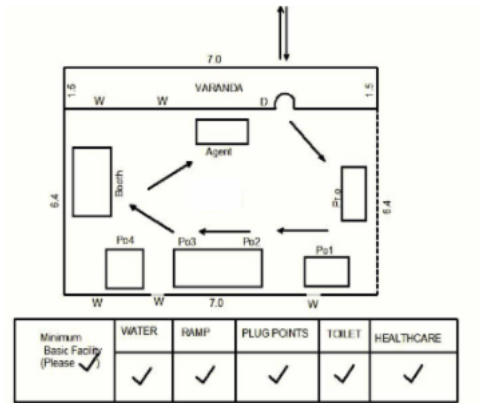 7.0
1.5 VARANDA 1.5
W W D
Agent
Booth
Pr o
6.4 6.4
Po4 Po3 Po2 Po1
W W 7.0 W
Minimum
Basic Facility
(Please ✓)
WATER RAMP PLUG POINTS TOILET HEALTHCARE
✓ ✓ ✓ ✓ ✓